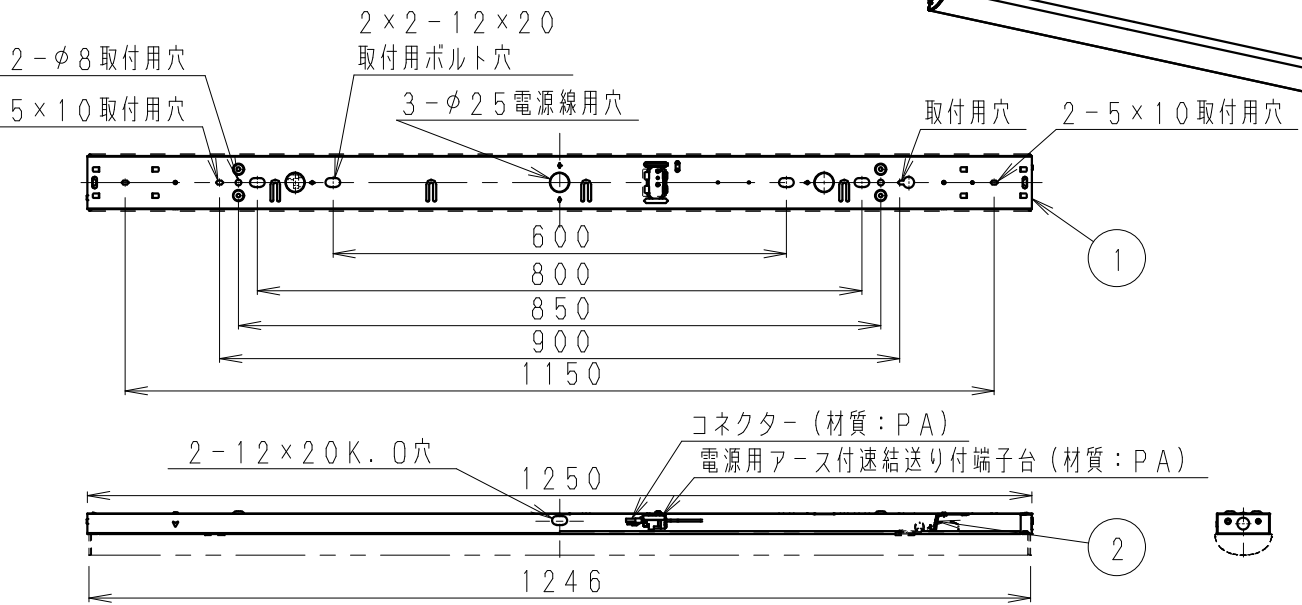 2×2-12×20
取付用ボルト穴
2-φ8取付用穴
5×10取付用穴
3-φ25電源線用穴
取付用穴
2-5×10取付用穴
600
800
850
900
1150
1
コネクター(材質:PA)
電源用アース付速結送り付端子台(材質:PA)
2-12×20K.O穴
1250
2
1246